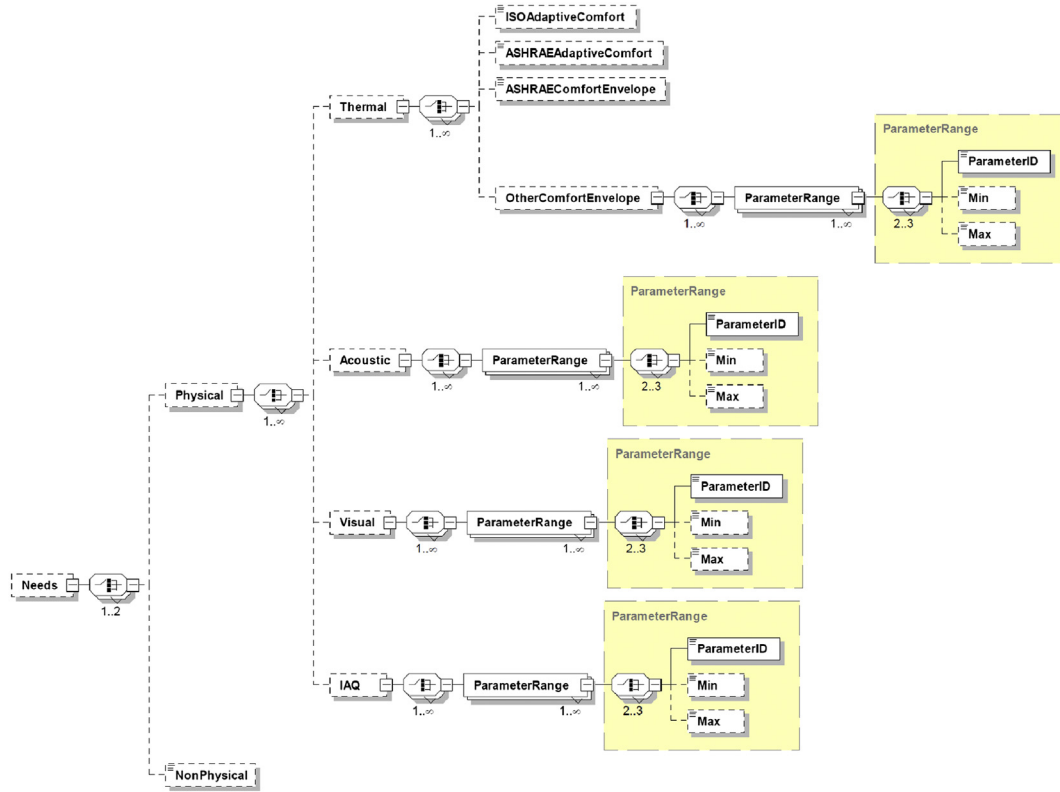 ISOAdaptiveComfort
ASHRAEAdaptiveComfort
ASHRAEComfortEnvelope
Thermal
1..∞
ParameterRange
ParameterID
OtherComfortEnvelope
ParameterRange
Min
1..∞
1..∞
2..3
Max
ParameterRange
ParameterID
Acoustic
ParameterRange
Min
1..∞
1..∞
2..3
Max
Physical
1..∞
ParameterRange
ParameterID
Visual
ParameterRange
Min
1..∞
1..∞
2..3
Max
Needs
1..2
ParameterRange
ParameterID
IAQ
ParameterRange
Min
1..∞
1..∞
2..3
Max
NonPhysical